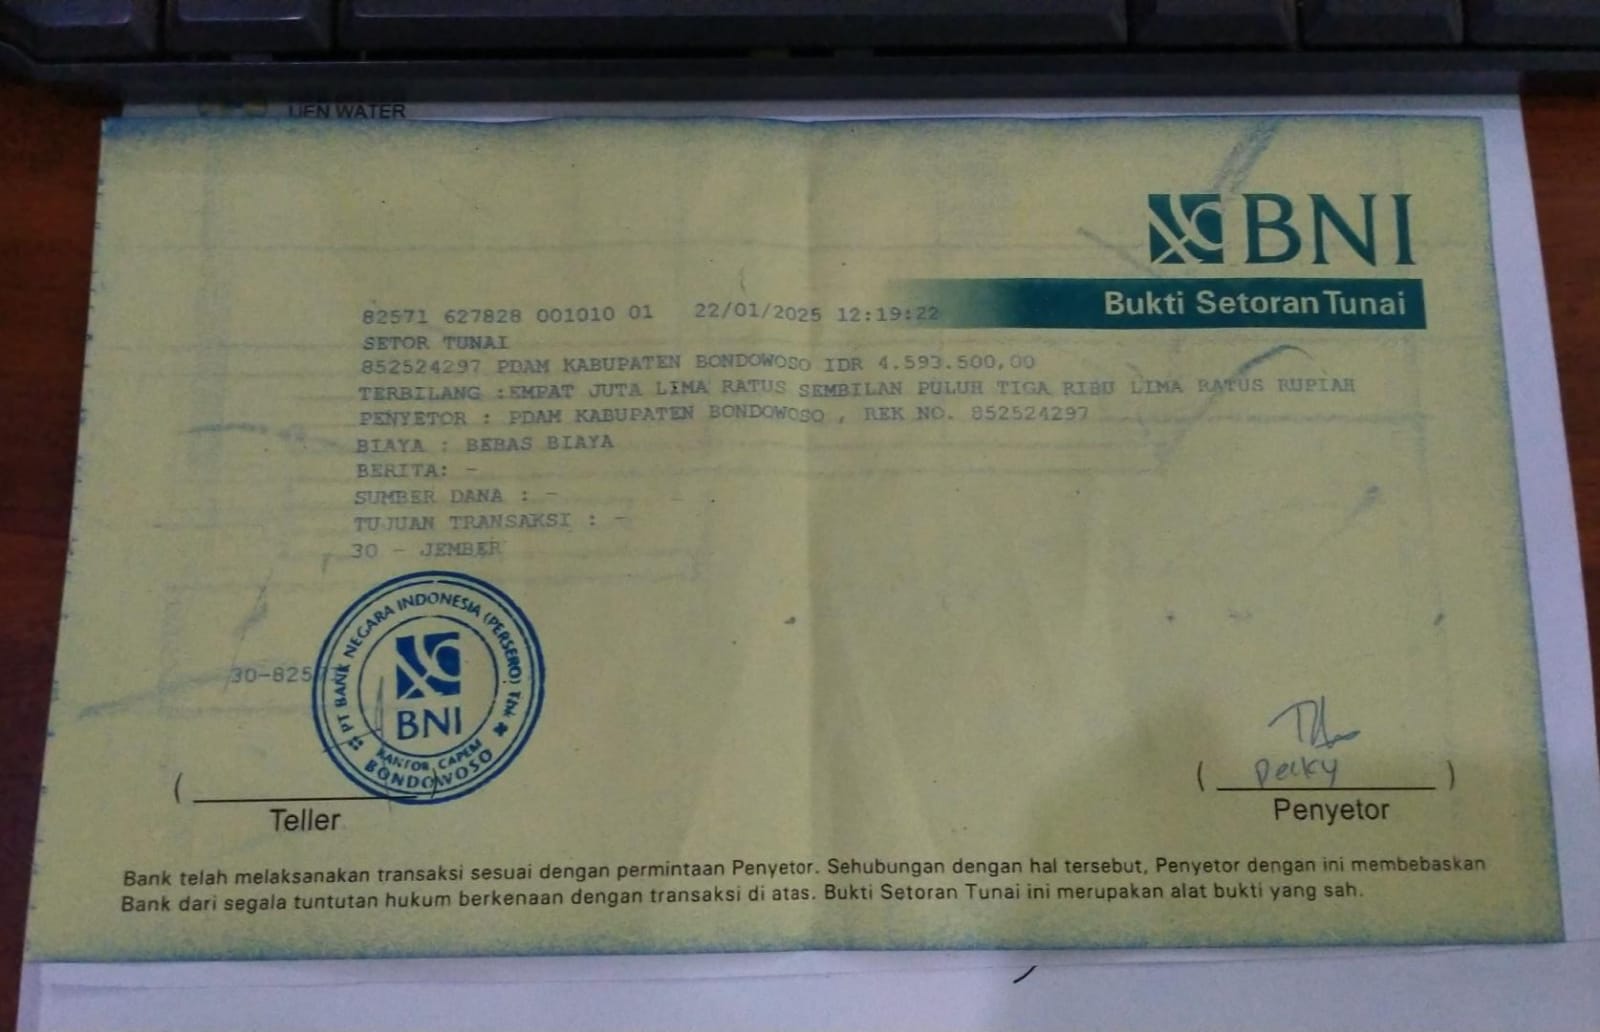 UEN WATER
BNI
Bukti Setoran Tunai
82571 627828 001010 01 22/01/2025 12:19:22
SETOR TUNAI
852524297 PDAM KABUPATEN BONDOWOSO IDR 4.593.500,00
TERBILANG :EMPAT JUTA LIMA RATUS SEMBILAN PULUH TIGA RIBU LIMA RATUS RUPIAH
PENYETOR : PDAM KABUPATEN BONDOWOSO , REK NO. 852524297
BIAYA : BEBAS BIAYA
BERITA: -
SUMBER DANA : -
TUJUAN TRANSAKSI : -
30 - JEMBER
30-825
PT BANK NEGARA INDONESIA (PERSERO) Tbk
BNI
KANTOR CAPEM
BONDOWOSO
( )
Teller
( )
Penyetor
Bank telah melaksanakan transaksi sesuai dengan permintaan Penyetor. Sehubungan dengan hal tersebut, Penyetor dengan ini membebaskan
Bank dari segala tuntutan hukum berkenaan dengan transaksi di atas. Bukti Setoran Tunai ini merupakan alat bukti yang sah.